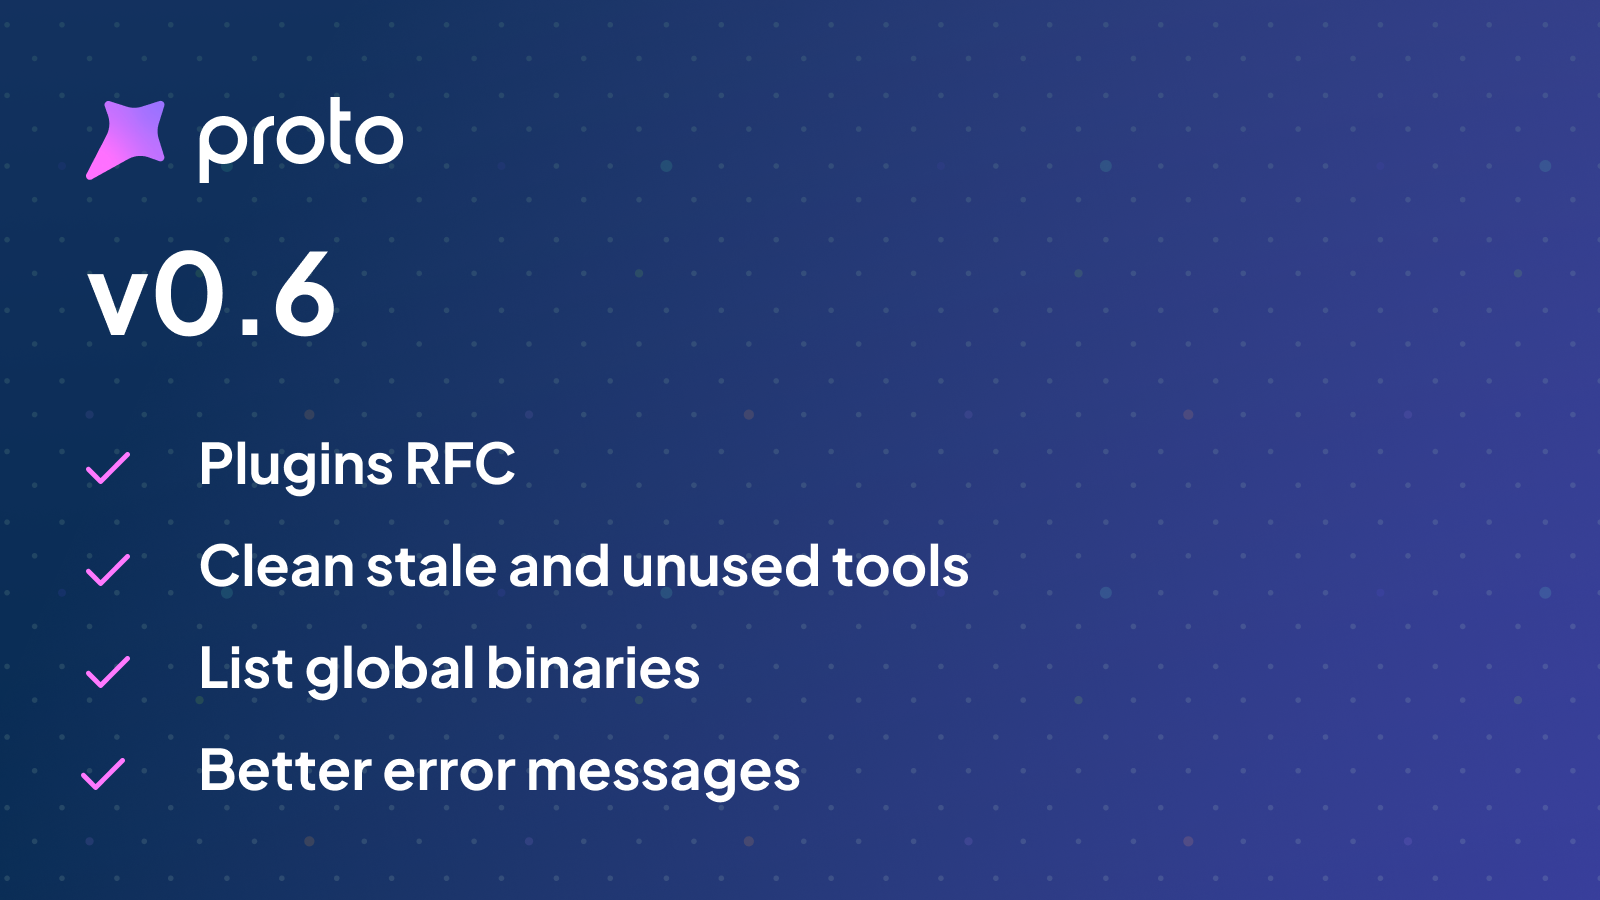 proto
v0.6
Plugins RFC
Clean stale and unused tools
List global binaries
Better error messages